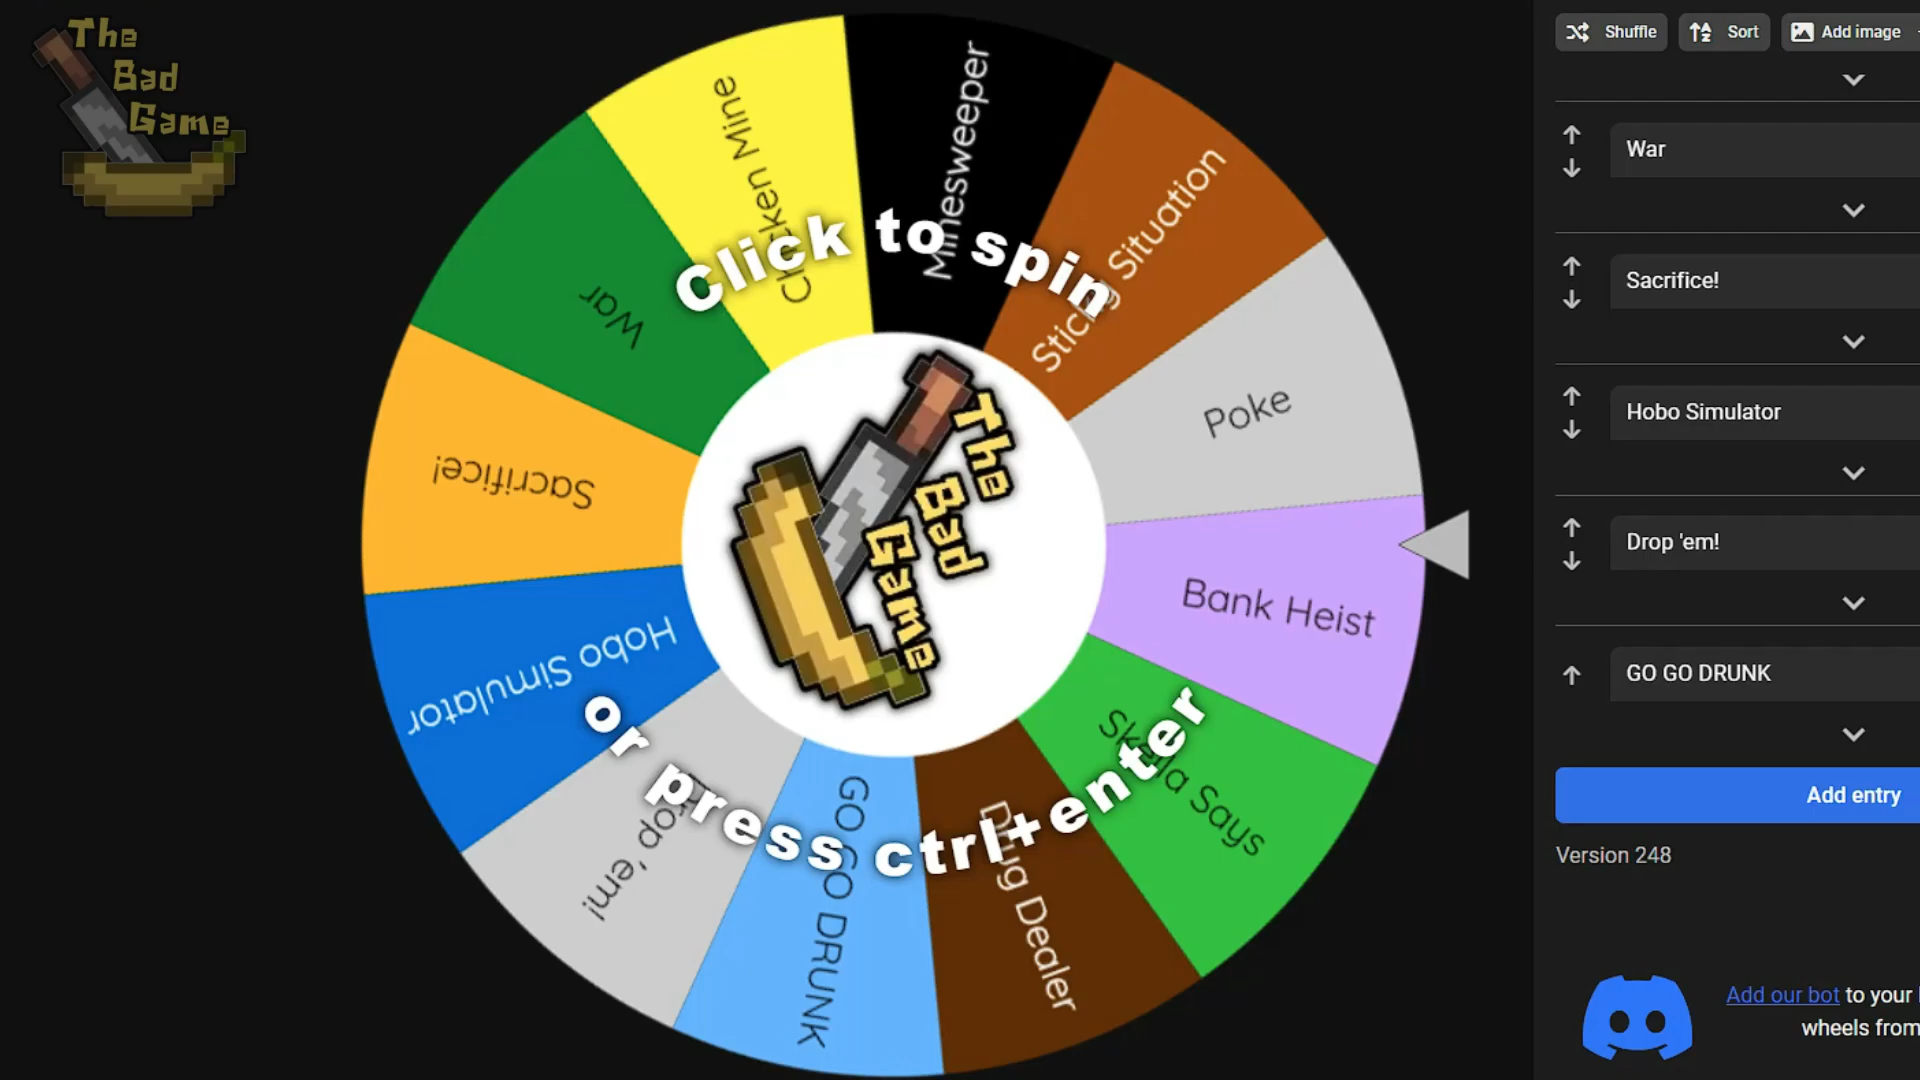 The
Bad
Game
Click to spin
or press ctrl+enter
Minesweeper
Sticky Situation
Poke
Bank Heist
Skella Says
Drug Dealer
GO GO DRUNK
Drop 'em!
Hobo Simulator
Sacrifice!
War
Chicken Mine
The
Bad
Game
Shuffle
Sort
Add image
War
Sacrifice!
Hobo Simulator
Drop 'em!
GO GO DRUNK
Add entry
Version 248
Add our bot to your
wheels from